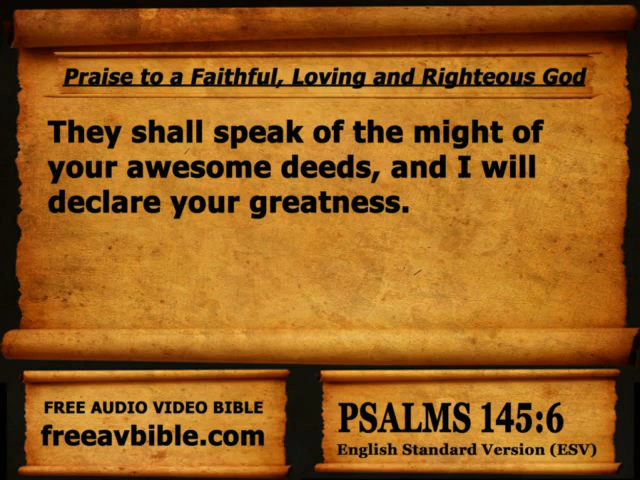 Praise to a Faithful, Loving and Righteous God
They shall speak of the might of
your awesome deeds, and I will
declare your greatness.
FREE AUDIO VIDEO BIBLE
freeavbible.com
PSALMS 145:6
English Standard Version (ESV)